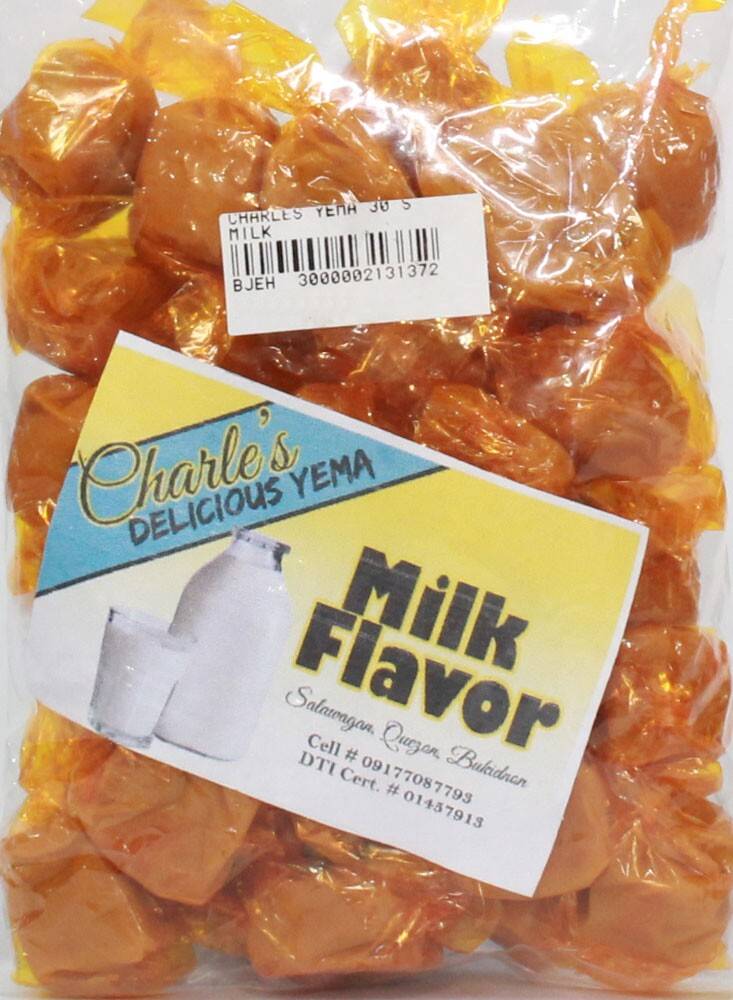 CHARLES YEMA 30 S
MILK
BJEH 3000002131372
Charle's
DELICIOUS YEMA
Milk
Flavor
Salawagan, Quezon, Bukidnon
Cell # 09177087793
DTI Cert. # 01457913